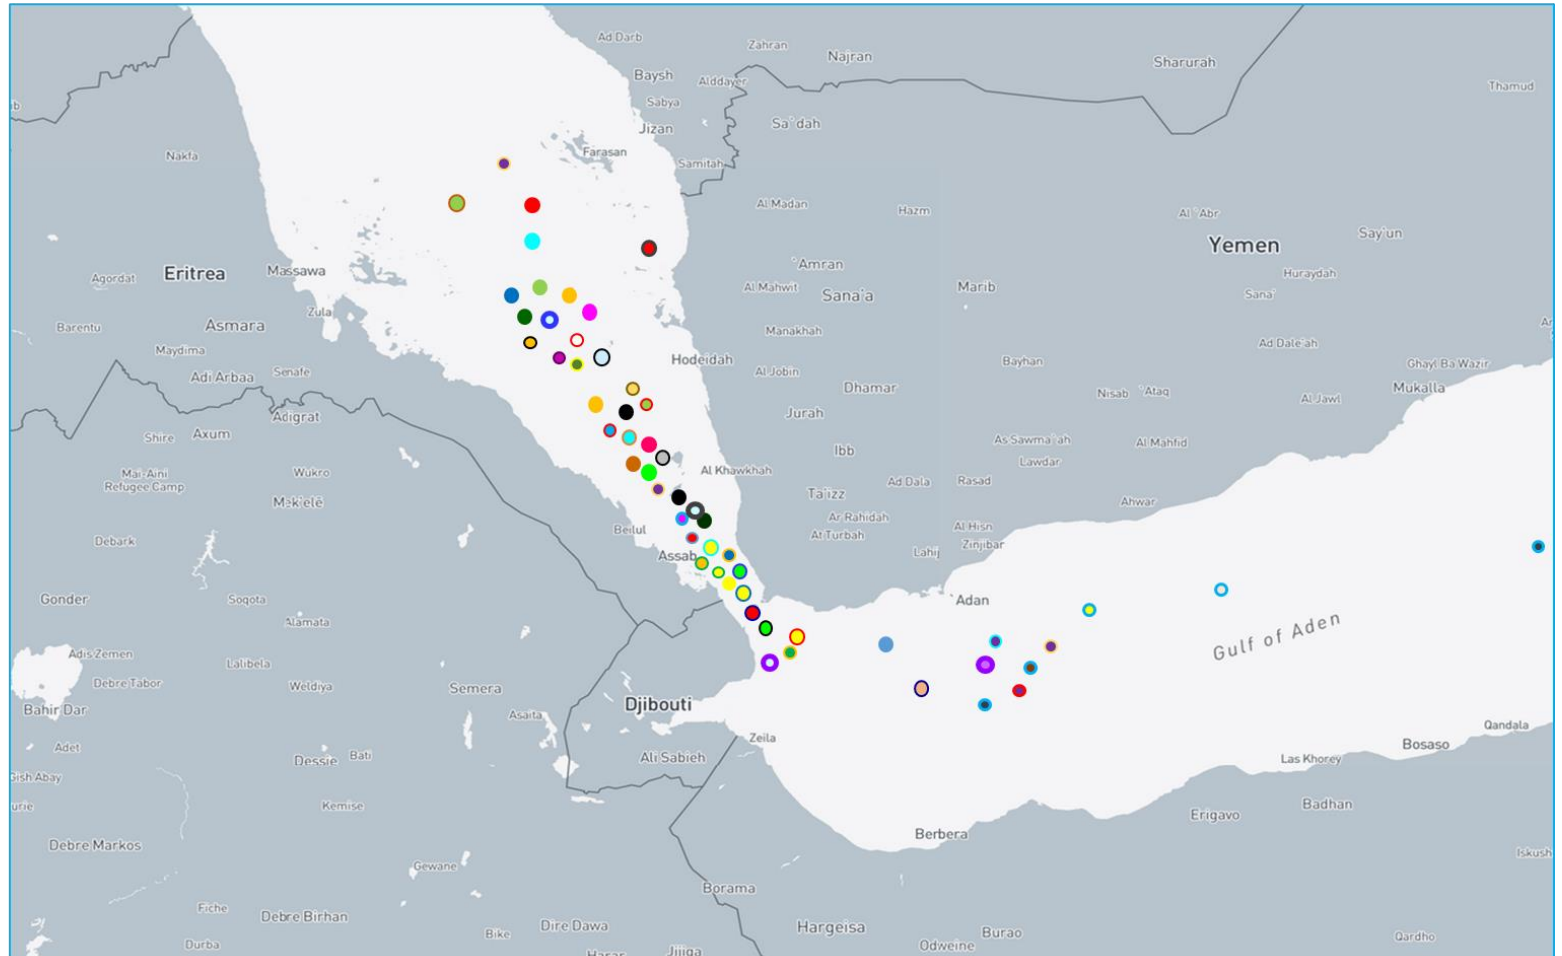 Ad Darb
Zahran
Najran
Sharurah
Baysh
Alddayer
Thamud
Sabya
Jizan
Sa`dah
Nakfa
Farasan
Samitah
Al Madan
Hazm
Al `Abr
Say'un
Yemen
Agordat
Eritrea
Massawa
`Amran
Huraydah
Al Mahwit
Sana'a
Marib
Sana'
Zula
Barentu
Asmara
Manakhah
Ad Dale`ah
Maydima
Hodeidah
Bayhan
Ghayl Ba Wazir
Adi Arbaa
Senafe
Al Jobin
Dhamar
Nisab
`Ataq
Al Jawl
Mukalla
Adigrat
Jurah
Shire
Axum
As Sawma`ah
Al Mahfid
Ibb
Lawdar
Mai-Aini
Refugee Camp
Wukro
Al Khawkhah
Ad Dala
Rasad
Mek'ele
Ta'izz
Ahwar
Beilul
Ar Rahidah
At Turbah
Al Hisn
Debark
Assab
Lahij
Zinjibar
Gonder
Soqota
Adan
Alamata
Gulf of Aden
Adis Zemen
Lalibela
Debre Tabor
Weldiya
Semera
Bahir Dar
Asaita
Djibouti
Qandala
Adet
Zeila
Bosaso
Dessie
Bati
Ali Sabieh
Las Khorey
Gish Abay
Kemise
Badhan
Erigavo
Berbera
Debre Markos
Iskush
Gewane
Borama
Fiche
Debre Birhan
Bike
Dire Dawa
Hargeisa
Burao
Qardho
Durba
Odweine
Harar
Jijiga